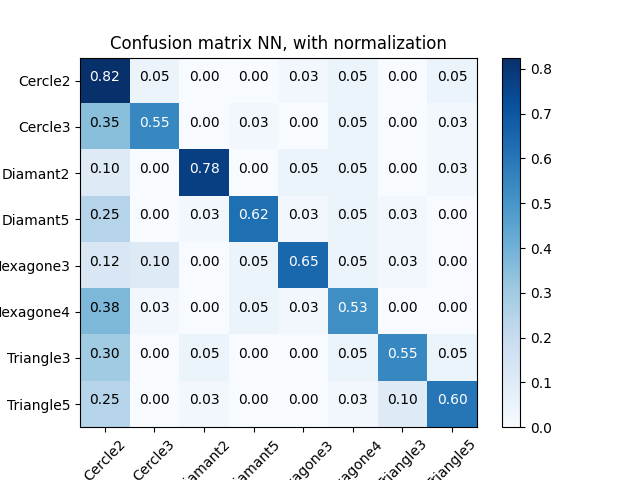 Confusion matrix NN, with normalization
Cercle2 0.82 0.05 0.00 0.00 0.03 0.05 0.00 0.05
Cercle3 0.35 0.55 0.00 0.03 0.00 0.05 0.00 0.03
Diamant2 0.10 0.00 0.78 0.00 0.05 0.05 0.00 0.03
Diamant5 0.25 0.00 0.03 0.62 0.03 0.05 0.03 0.00
exagone3 0.12 0.10 0.00 0.05 0.65 0.05 0.03 0.00
exagone4 0.38 0.03 0.00 0.05 0.03 0.53 0.00 0.00
Triangle3 0.30 0.00 0.05 0.00 0.00 0.05 0.55 0.05
Triangle5 0.25 0.00 0.03 0.00 0.00 0.03 0.10 0.60
Cercle2 Cercle3 iamant2 iamant5 xagone3 xagone4 Triangle3 Triangle5
0.8
0.7
0.6
0.5
0.4
0.3
0.2
0.1
0.0